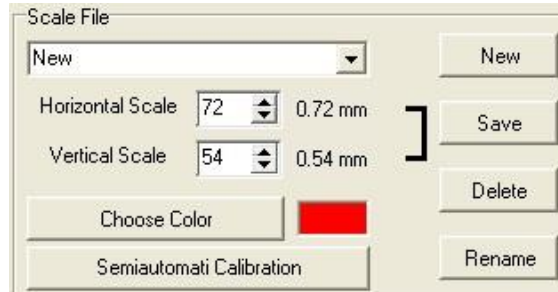 Scale File
New
New
Horizontal Scale 72 0.72 mm
Save
Vertical Scale 54 0.54 mm
Delete
Choose Color
Rename
Semiautomati Calibration